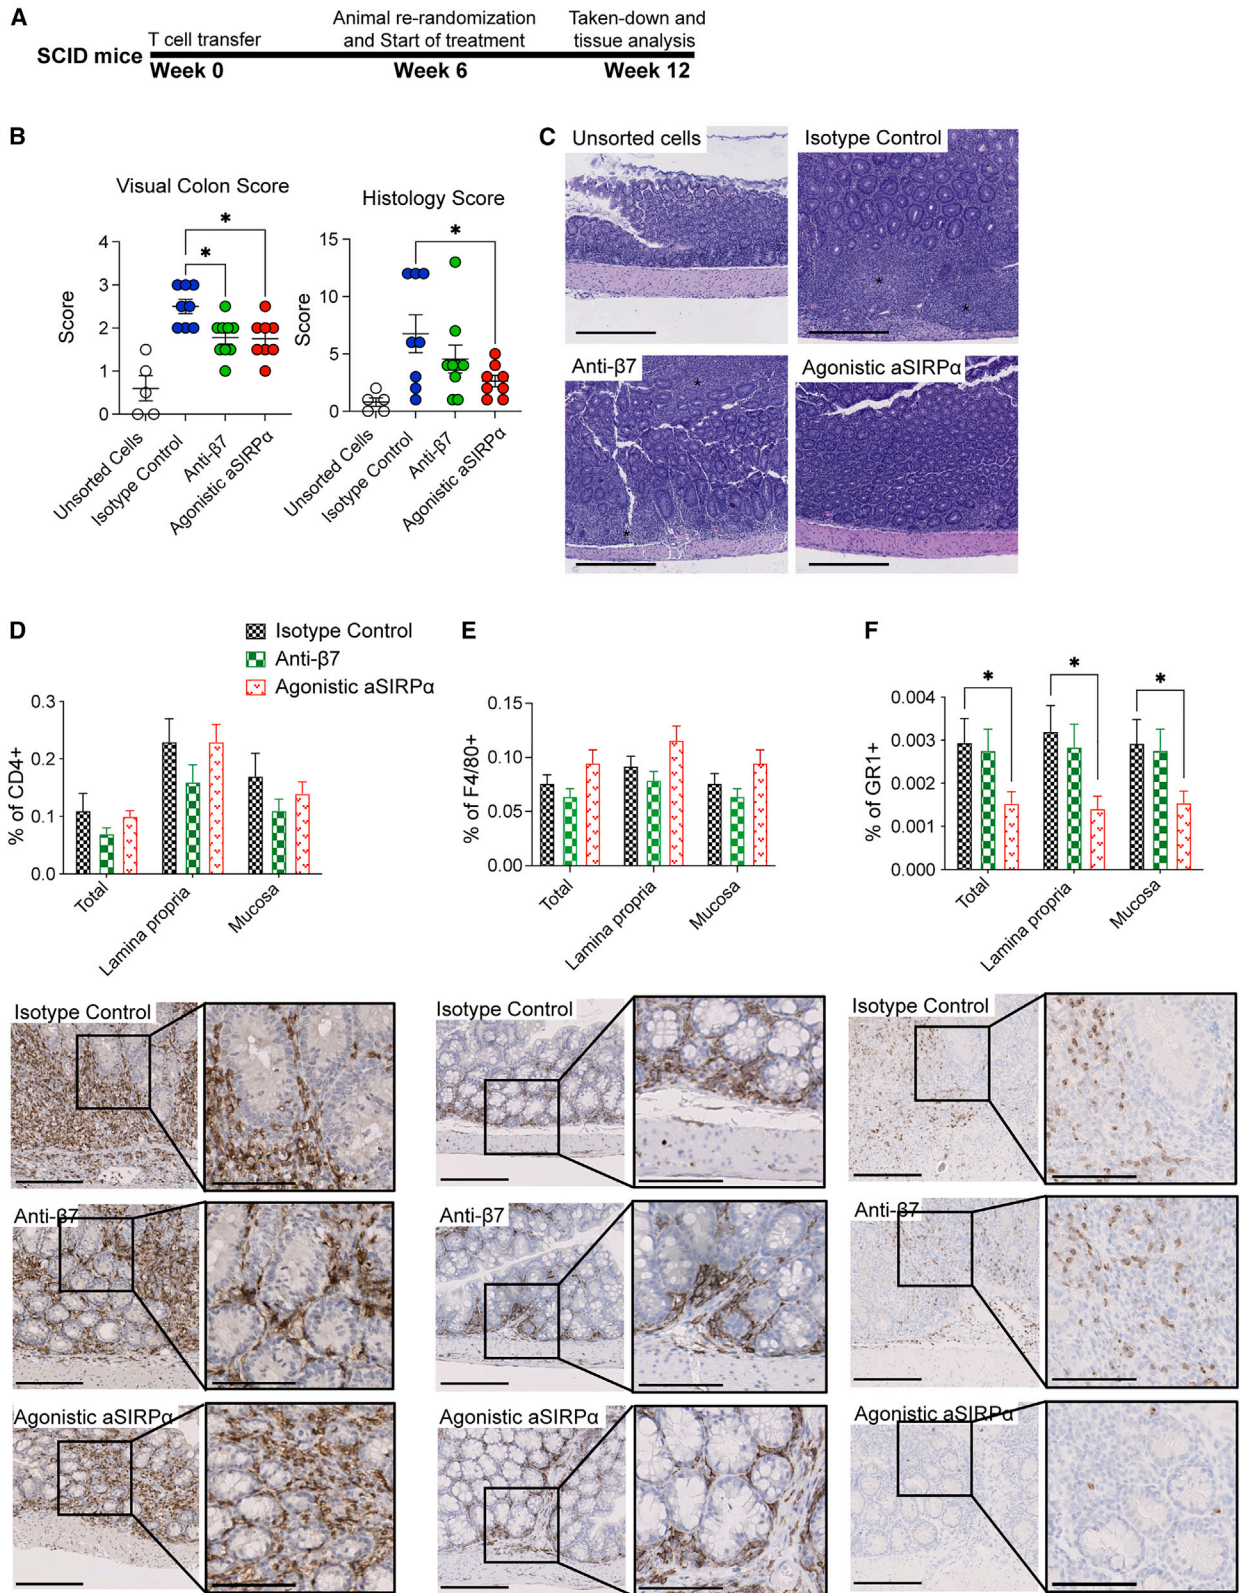 A
SCID mice
T cell transfer
Week 0
Animal re-randomization
and Start of treatment
Week 6
Taken-down and
tissue analysis
Week 12
B
Visual Colon Score
*
*
4
3
2
1
0
Score
Unsorted Cells
Isotype Control
Anti-β7
Agonistic aSIRPα
Histology Score
*
15
10
5
0
Score
Unsorted Cells
Isotype Control
Anti-β7
Agonistic aSIRPα
C
Unsorted cells
Isotype Control
*
*
Anti-β7
*
*
Agonistic aSIRPα
D
Isotype Control
Anti-β7
Agonistic aSIRPα
0.3
0.2
0.1
0.0
% of CD4+
Total
Lamina propria
Mucosa
E
0.15
0.10
0.05
0.00
% of F4/80+
Total
Lamina propria
Mucosa
F
*
*
*
0.004
0.003
0.002
0.001
0.000
% of GR1+
Total
Lamina propria
Mucosa
Isotype Control
Anti-β7
Agonistic aSIRPα
Isotype Control
Anti-β7
Agonistic aSIRPα
Isotype Control
Anti-β7
Agonistic aSIRPα